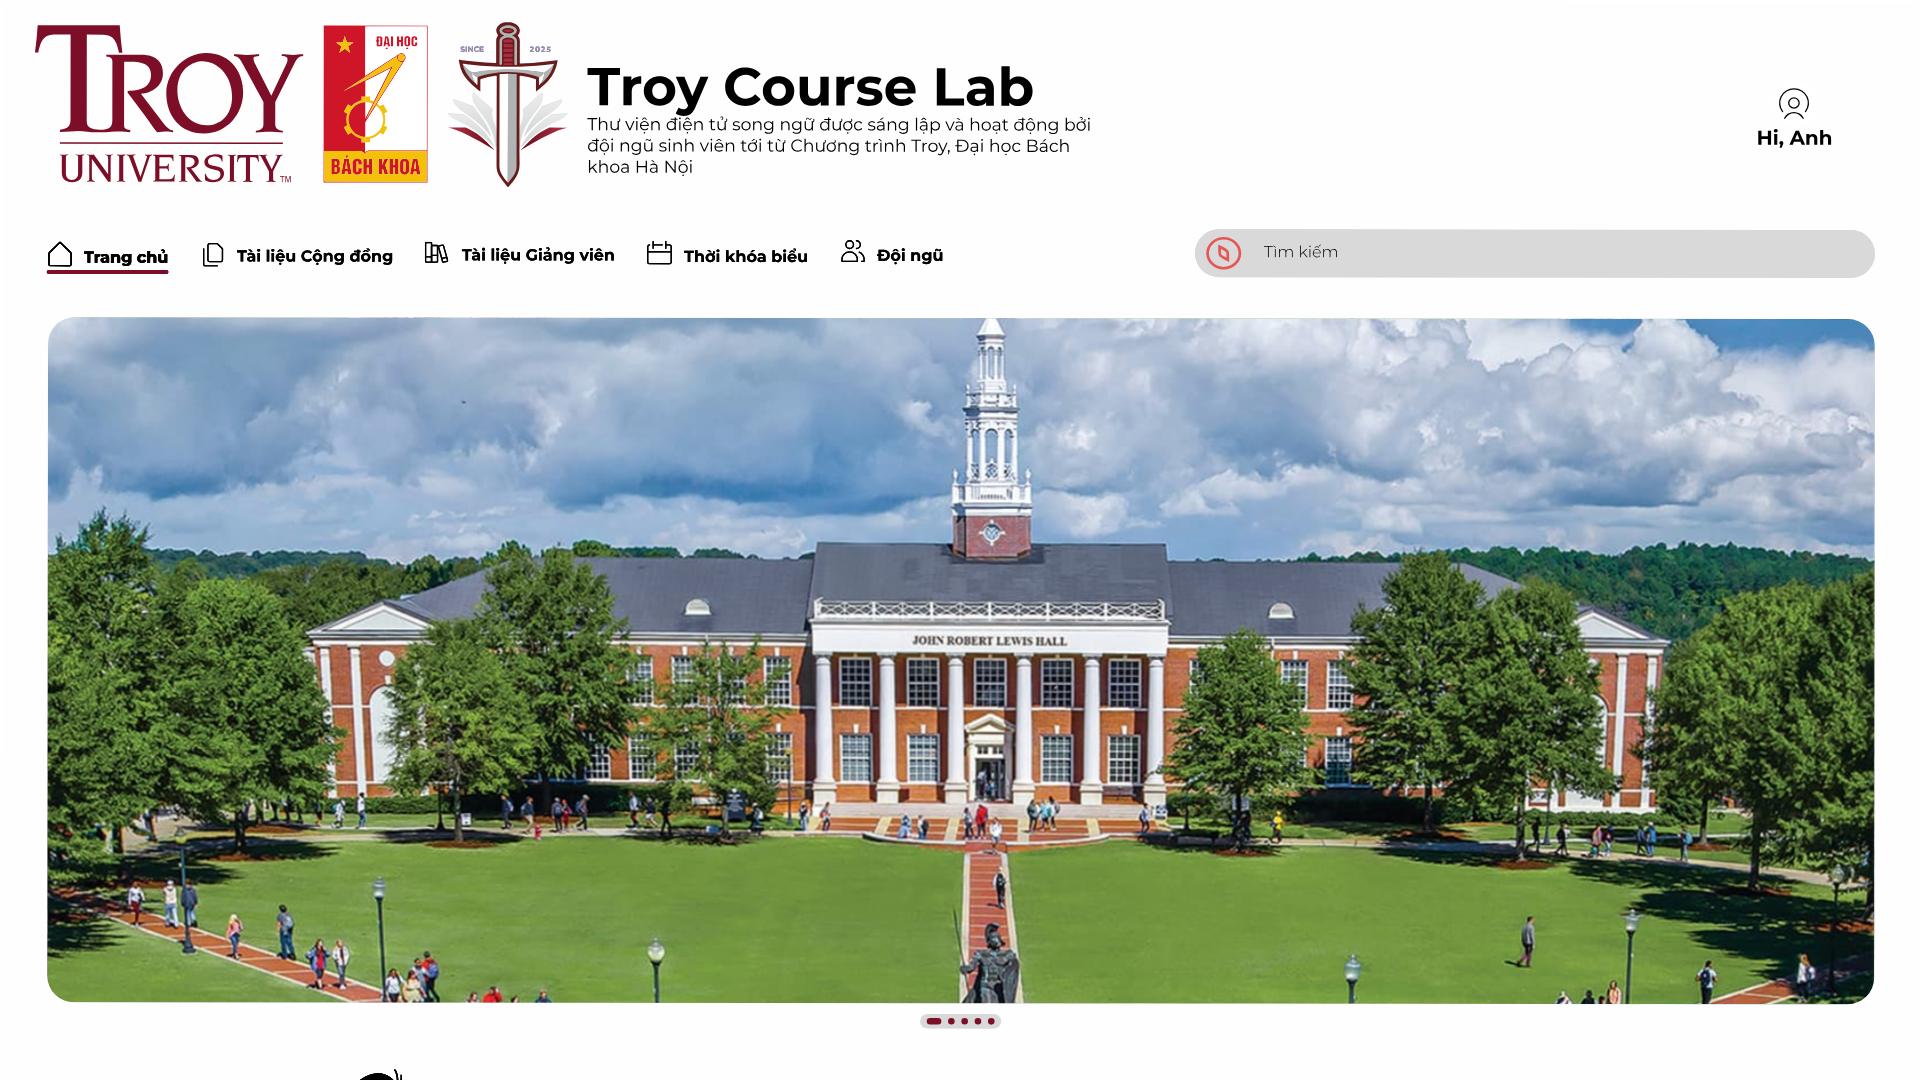 TROY
UNIVERSITY™
ĐẠI HỌC
BÁCH KHOA
SINCE 2025
Troy Course Lab
Thư viện điện tử song ngữ được sáng lập và hoạt động bởi
đội ngũ sinh viên tới từ Chương trình Troy, Đại học Bách
khoa Hà Nội
Hi, Anh
Trang chủ
Tài liệu Cộng đồng
Tài liệu Giảng viên
Thời khóa biểu
Đội ngũ
Tìm kiếm
JOHN ROBERT LEWIS HALL